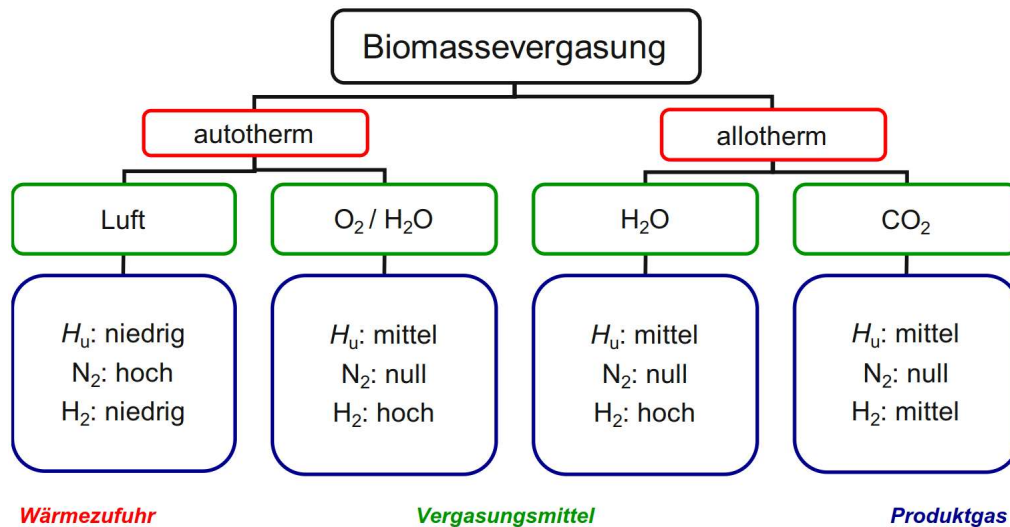 Biomassevergasung
autotherm
allotherm
Luft
O₂ / H₂O
H₂O
CO₂
Hᵤ: niedrig
N₂: hoch
H₂: niedrig
Hᵤ: mittel
N₂: null
H₂: hoch
Hᵤ: mittel
N₂: null
H₂: hoch
Hᵤ: mittel
N₂: null
H₂: mittel
Wärmezufuhr
Vergasungsmittel
Produktgas